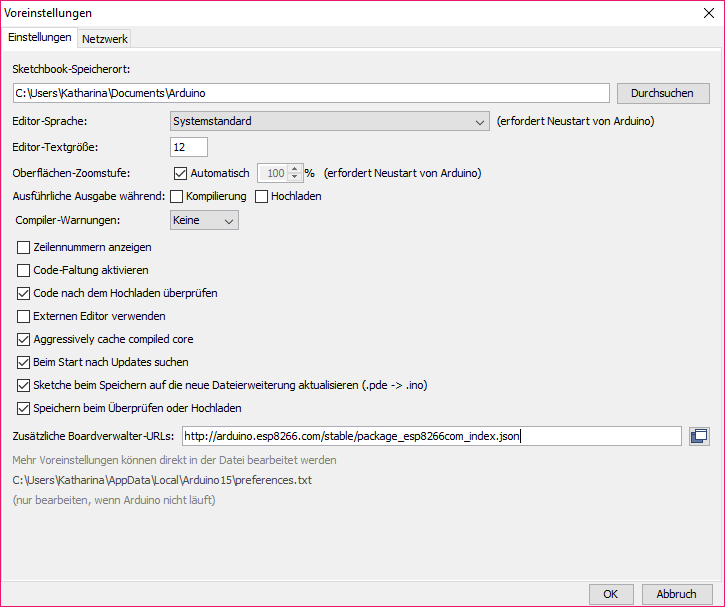 Voreinstellungen
Einstellungen Netzwerk
Sketchbook-Speicherort:
C:\Users\Katharina\Documents\Arduino Durchsuchen
Editor-Sprache: Systemstandard (erfordert Neustart von Arduino)
Editor-Textgröße: 12
Oberflächen-Zoomstufe: Automatisch 100 % (erfordert Neustart von Arduino)
Ausführliche Ausgabe während: Kompilierung Hochladen
Compiler-Warnungen: Keine
Zeilennummern anzeigen
Code-Faltung aktivieren
Code nach dem Hochladen überprüfen
Externen Editor verwenden
Aggressively cache compiled core
Beim Start nach Updates suchen
Sketche beim Speichern auf die neue Dateierweiterung aktualisieren (.pde -> .ino)
Speichern beim Überprüfen oder Hochladen
Zusätzliche Boardverwalter-URLs: http://arduino.esp8266.com/stable/package_esp8266com_index.json
Mehr Voreinstellungen können direkt in der Datei bearbeitet werden
C:\Users\Katharina\AppData\Local\Arduino15\preferences.txt
(nur bearbeiten, wenn Arduino nicht läuft)
OK Abbruch